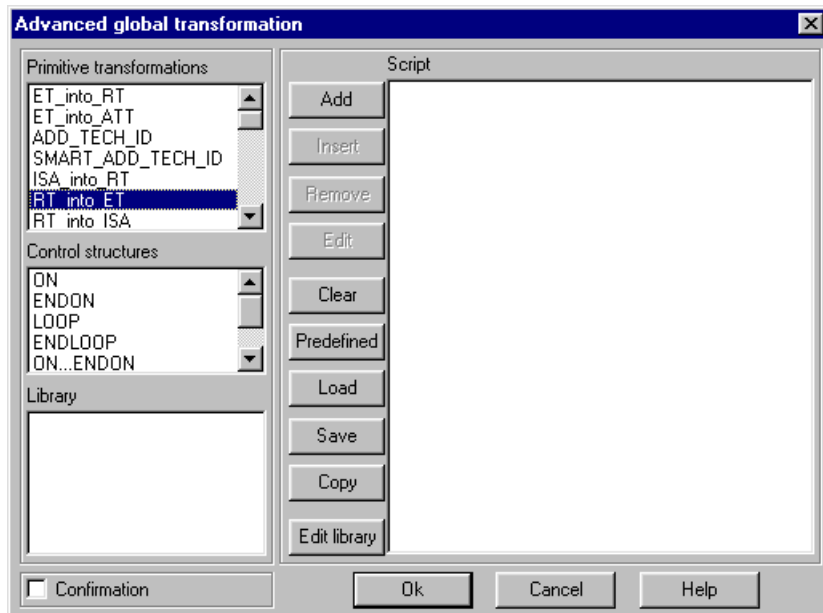 Advanced global transformation
Primitive transformations
ET_into_RT
ET_into_ATT
ADD_TECH_ID
SMART_ADD_TECH_ID
ISA_into_RT
RT_into_ET
RT_into_ISA
Control structures
ON
ENDON
LOOP
ENDLOOP
ON...ENDON
Library
Confirmation
Script
Add
Insert
Remove
Edit
Clear
Predefined
Load
Save
Copy
Edit library
Ok
Cancel
Help